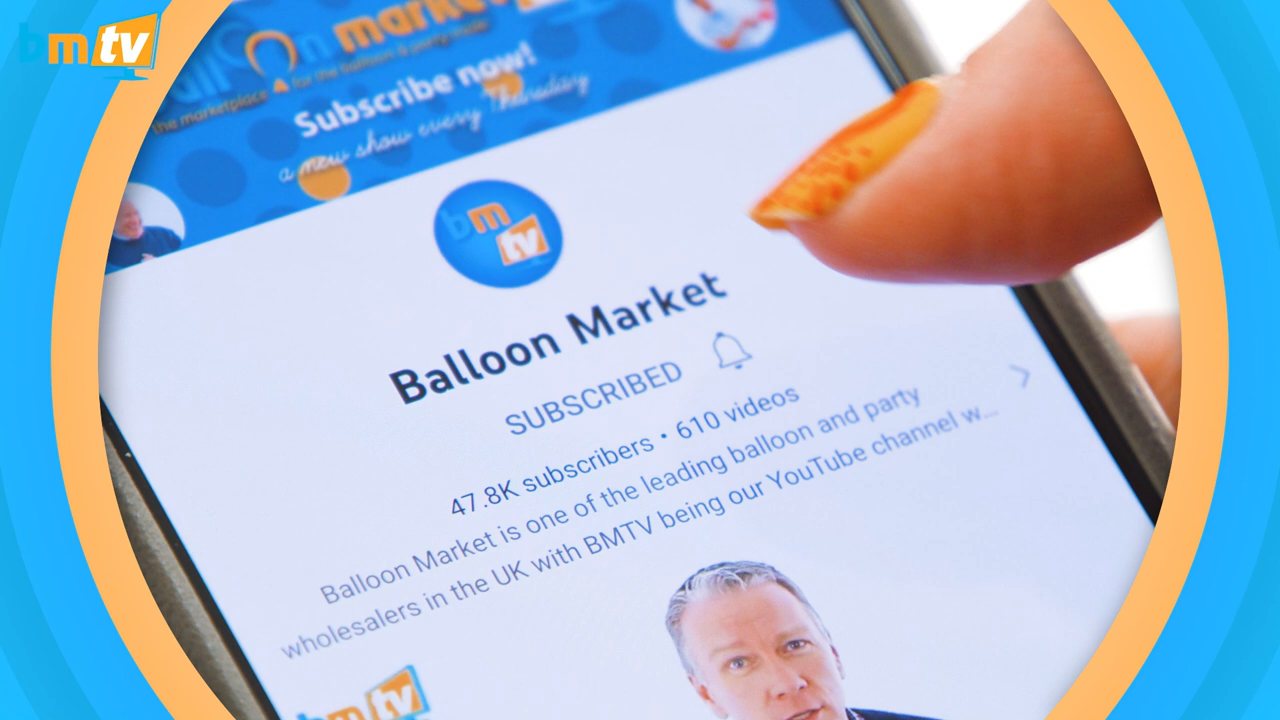 bmtv
market
The marketplace for the balloon & party trade
Subscribe now!
a new show every Thursday
bm
tv
Balloon Market
SUBSCRIBED
47.8K subscribers • 610 videos
Balloon Market is one of the leading balloon and party
wholesalers in the UK with BMTV being our YouTube channel w...
bmtv